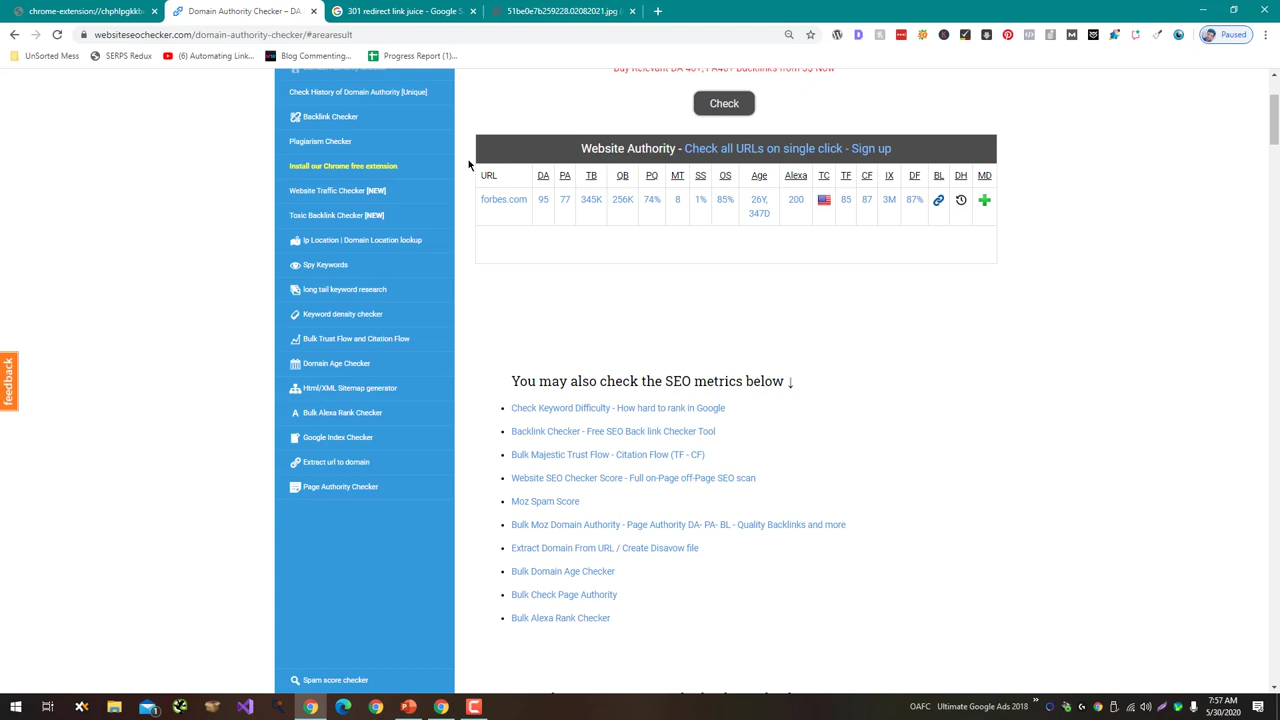 chrome-extension://chphlpgkkb
Domain Authority Checker - DA
301 redirect link juice - Google S
51be0e7b259228.02082021.jpg (
websiteseochecker.com/domain-authority-checker/#arearesult
Paused
UnSorted Mess
SERPS Redux
(6) Automating Link...
Blog Commenting...
Progress Report (1)...
Check History of Domain Authority [Unique]
Backlink Checker
Plagiarism Checker
Install our Chrome free extension
Website Traffic Checker [NEW]
Toxic Backlink Checker [NEW]
Ip Location | Domain Location lookup
Spy Keywords
long tail keyword research
Keyword density checker
Bulk Trust Flow and Citation Flow
Domain Age Checker
Html/XML Sitemap generator
Bulk Alexa Rank Checker
Google Index Checker
Extract url to domain
Page Authority Checker
Spam score checker
feedback
Buy Relevant DA 40+, PA40+ Backlinks from 5$ Now
Check
Website Authority - Check all URLs on single click - Sign up
URL DA PA TB QB PQ MT SS OS Age Alexa TC TF CF IX DF BL DH MD
forbes.com 95 77 345K 256K 74% 8 1% 85% 26Y, 200 85 87 3M 87%
347D
You may also check the SEO metrics below ↓
Check Keyword Difficulty - How hard to rank in Google
Backlink Checker - Free SEO Back link Checker Tool
Bulk Majestic Trust Flow - Citation Flow (TF - CF)
Website SEO Checker Score - Full on-Page off-Page SEO scan
Moz Spam Score
Bulk Moz Domain Authority - Page Authority DA- PA- BL - Quality Backlinks and more
Extract Domain From URL / Create Disavow file
Bulk Domain Age Checker
Bulk Check Page Authority
Bulk Alexa Rank Checker
OAFC Ultimate Google Ads 2018
7:57 AM
5/30/2020